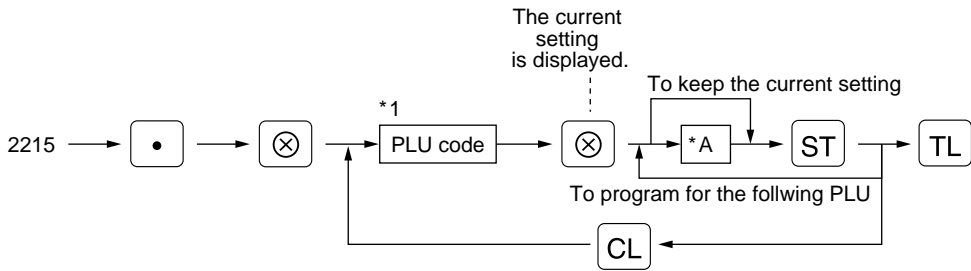 The current
setting
is displayed.
To keep the current setting
*1
2215
•
⊗
PLU code
⊗
*A
ST
TL
To program for the follwing PLU
CL